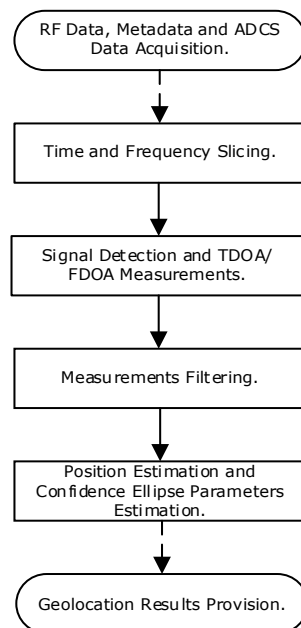 RF Data, Metadata and ADCS
Data Acquisition.
Time and Frequency Slicing.
Signal Detection and TDOA/
FDOA Measurements.
Measurements Filtering.
Position Estimation and
Confidence Ellipse Parameters
Estimation.
Geolocation Results Provision.